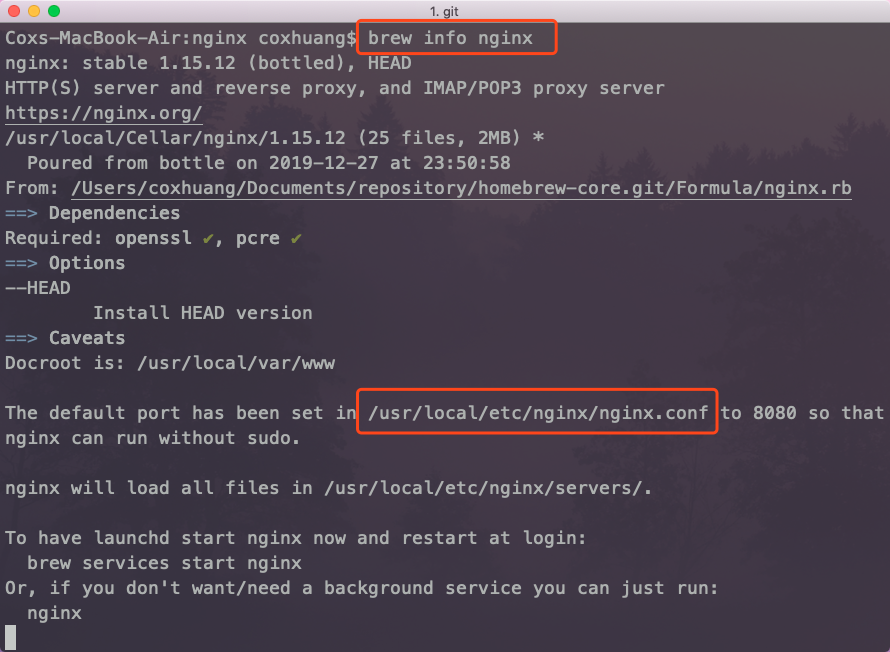 1. git
Coxs-MacBook-Air:nginx coxhuang$ brew info nginx
nginx: stable 1.15.12 (bottled), HEAD
HTTP(S) server and reverse proxy, and IMAP/POP3 proxy server
https://nginx.org/
/usr/local/Cellar/nginx/1.15.12 (25 files, 2MB) *
  Poured from bottle on 2019-12-27 at 23:50:58
From: /Users/coxhuang/Documents/repository/homebrew-core.git/Formula/nginx.rb
==> Dependencies
Required: openssl ✔, pcre ✔
==> Options
--HEAD
        Install HEAD version
==> Caveats
Docroot is: /usr/local/var/www
The default port has been set in /usr/local/etc/nginx/nginx.conf to 8080 so that
nginx can run without sudo.
nginx will load all files in /usr/local/etc/nginx/servers/.
To have launchd start nginx now and restart at login:
  brew services start nginx
Or, if you don't want/need a background service you can just run:
  nginx